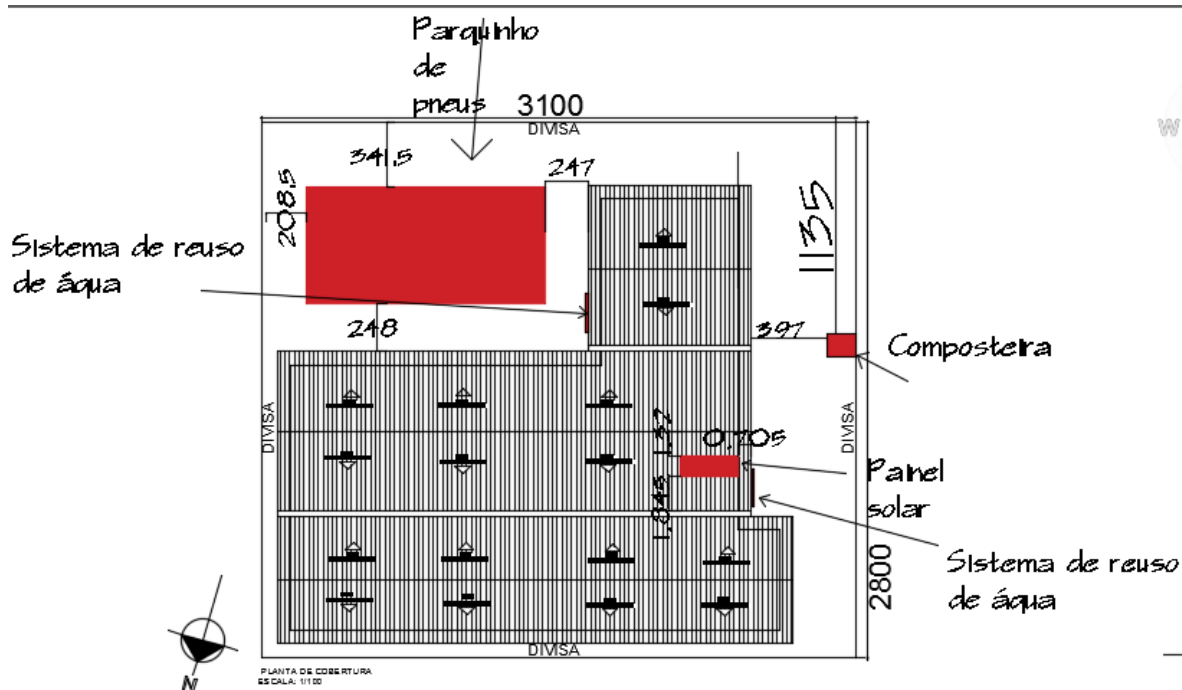 Parquinho
de
pneus
3100
DIVISA
W
341,5
247
208,5
1135
Sistema de reuso
de água
248
397
Composteira
DIVISA
DIVISA
1,32
0,705
Painel
solar
1,845
Sistema de reuso
de água
2800
DIVISA
N
PLANTA DE COBERTURA
ESCALA: 1/100